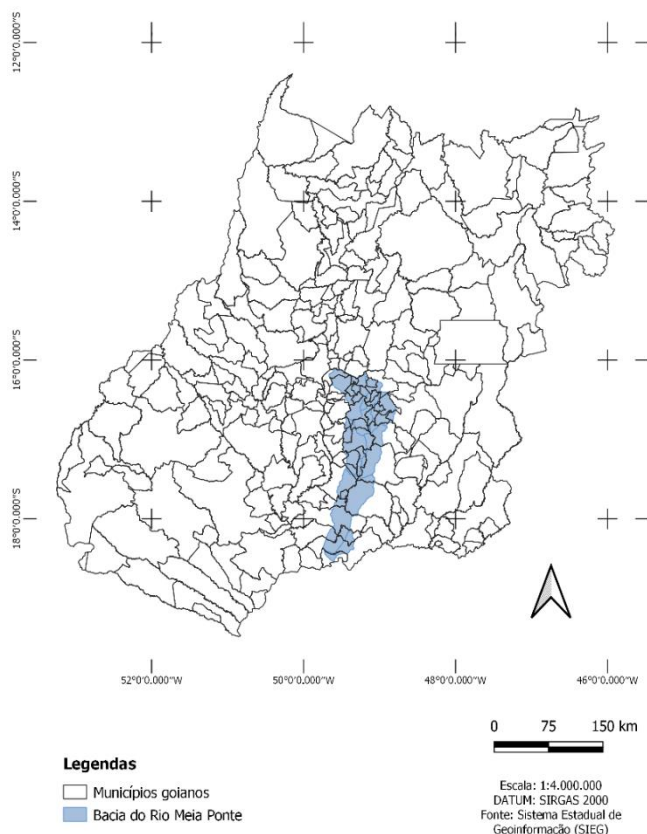 12°0'0.000"S
14°0'0.000"S
16°0'0.000"S
18°0'0.000"S
52°0'0.000"W 50°0'0.000"W 48°0'0.000"W 46°0'0.000"W
0 75 150 km
Legendas
Municípios goianos
Bacia do Rio Meia Ponte
Escala: 1:4.000.000
DATUM: SIRGAS 2000
Fonte: Sistema Estadual de
Geoinformação (SIEG)